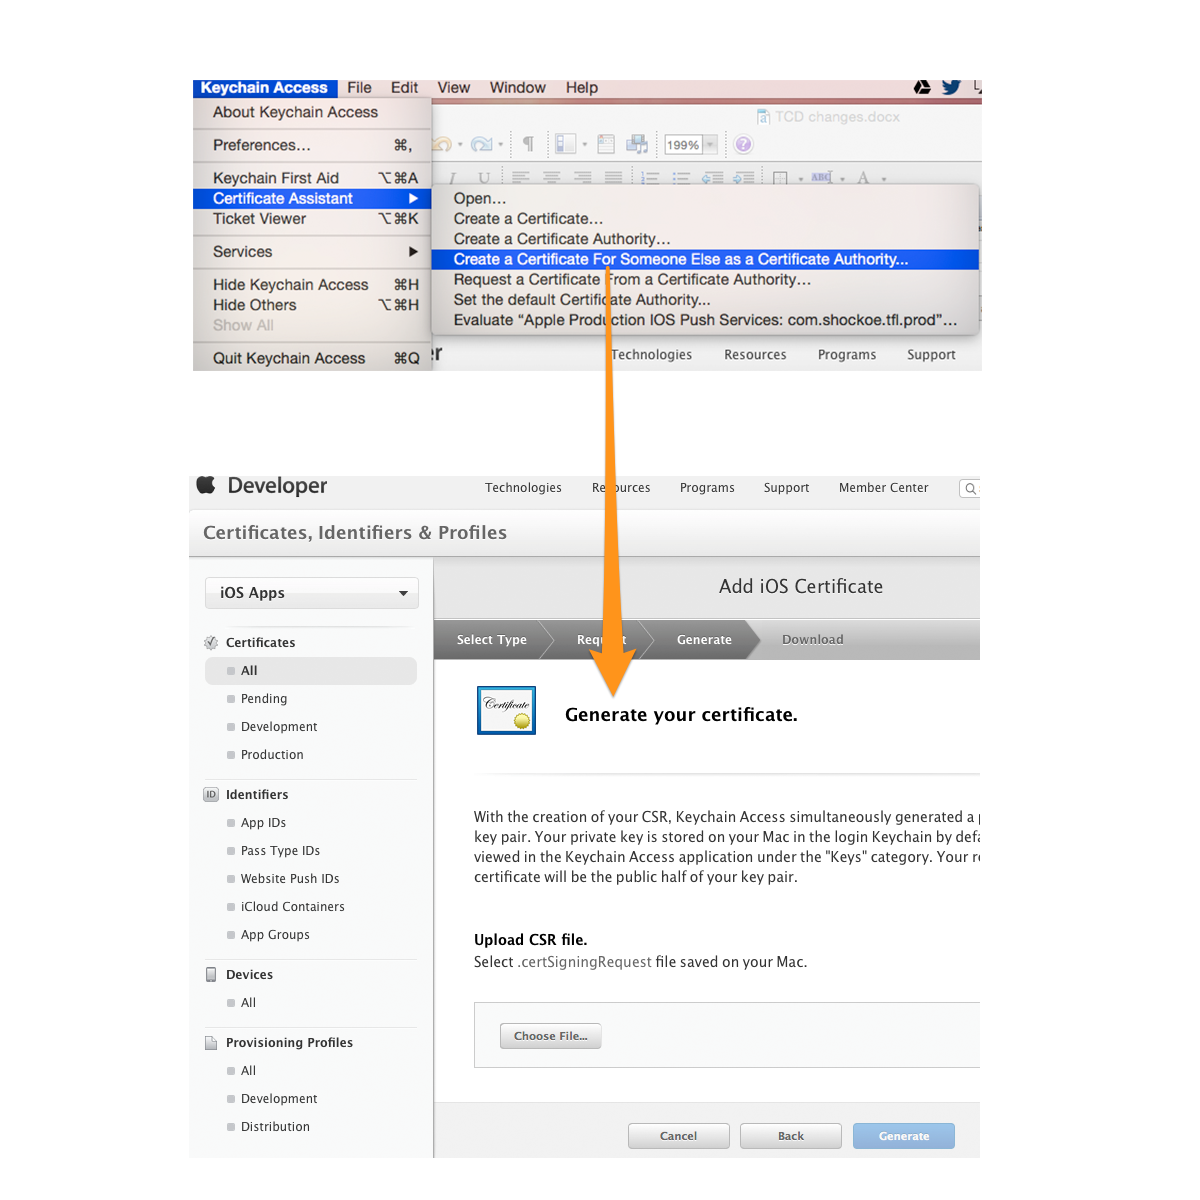 Keychain Access File Edit View Window Help
About Keychain Access
TCD changes.docx
Preferences… ⌘,
199%
Keychain First Aid ⌥⌘A
Certificate Assistant
Ticket Viewer ⌥⌘K
Services
Hide Keychain Access ⌘H
Hide Others ⌥⌘H
Show All
Quit Keychain Access ⌘Q
Open…
Create a Certificate…
Create a Certificate Authority…
Create a Certificate For Someone Else as a Certificate Authority…
Request a Certificate From a Certificate Authority…
Set the default Certificate Authority...
Evaluate “Apple Production IOS Push Services: com.shockoe.tfl.prod”…
Technologies Resources Programs Support
Developer
Technologies Resources Programs Support Member Center
Certificates, Identifiers & Profiles
iOS Apps
Certificates
All
Pending
Development
Production
ID Identifiers
App IDs
Pass Type IDs
Website Push IDs
iCloud Containers
App Groups
Devices
All
Provisioning Profiles
All
Development
Distribution
Add iOS Certificate
Select Type Request Generate Download
Certificate
Generate your certificate.
With the creation of your CSR, Keychain Access simultaneously generated a
key pair. Your private key is stored on your Mac in the login Keychain by
viewed in the Keychain Access application under the "Keys" category. Your
certificate will be the public half of your key pair.
Upload CSR file.
Select .certSigningRequest file saved on your Mac.
Choose File...
Cancel Back Generate